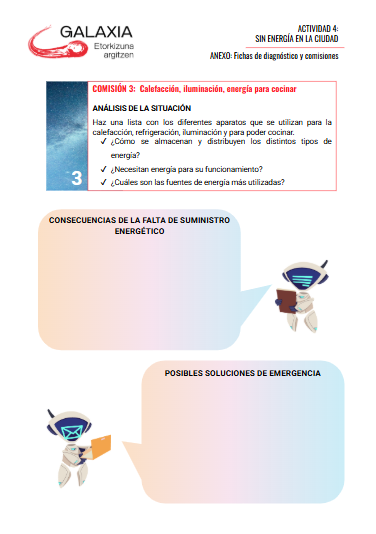 GALAXIA
Etorkizuna
argitzen
ACTIVIDAD 4:
SIN ENERGÍA EN LA CIUDAD
ANEXO: Fichas de diagnóstico y comisiones
COMISIÓN 3: Calefacción, iluminación, energía para cocinar
ANÁLISIS DE LA SITUACIÓN
Haz una lista con los diferentes aparatos que se utilizan para la
calefacción, refrigeración, iluminación y para poder cocinar.
✓ ¿Cómo se almacenan y distribuyen los distintos tipos de
energía?
✓ ¿Necesitan energía para su funcionamiento?
✓ ¿Cuáles son las fuentes de energía más utilizadas?
3
CONSECUENCIAS DE LA FALTA DE SUMINISTRO
ENERGÉTICO
POSIBLES SOLUCIONES DE EMERGENCIA